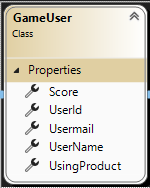 GameUser
Class
Properties
Score
UserId
Usermail
UserName
UsingProduct